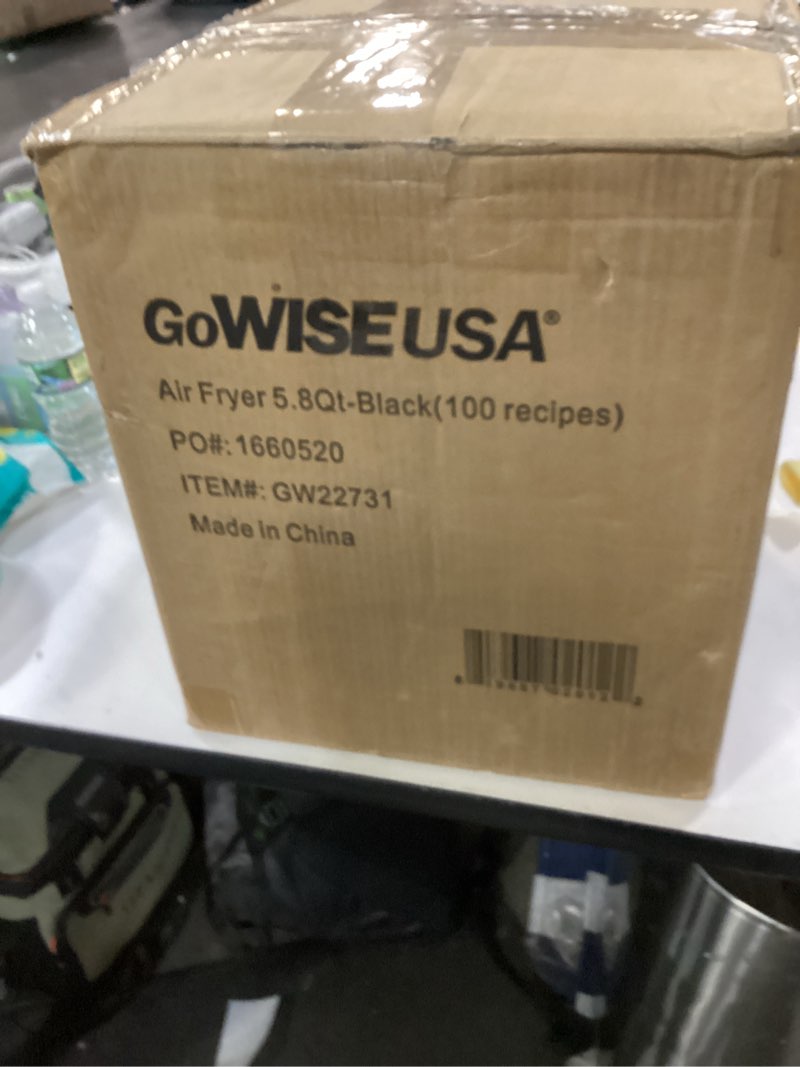 GoWISEUSA®
Air Fryer 5.8Qt-Black(100 recipes)
PO#:1660520
ITEM#: GW22731
Made in China